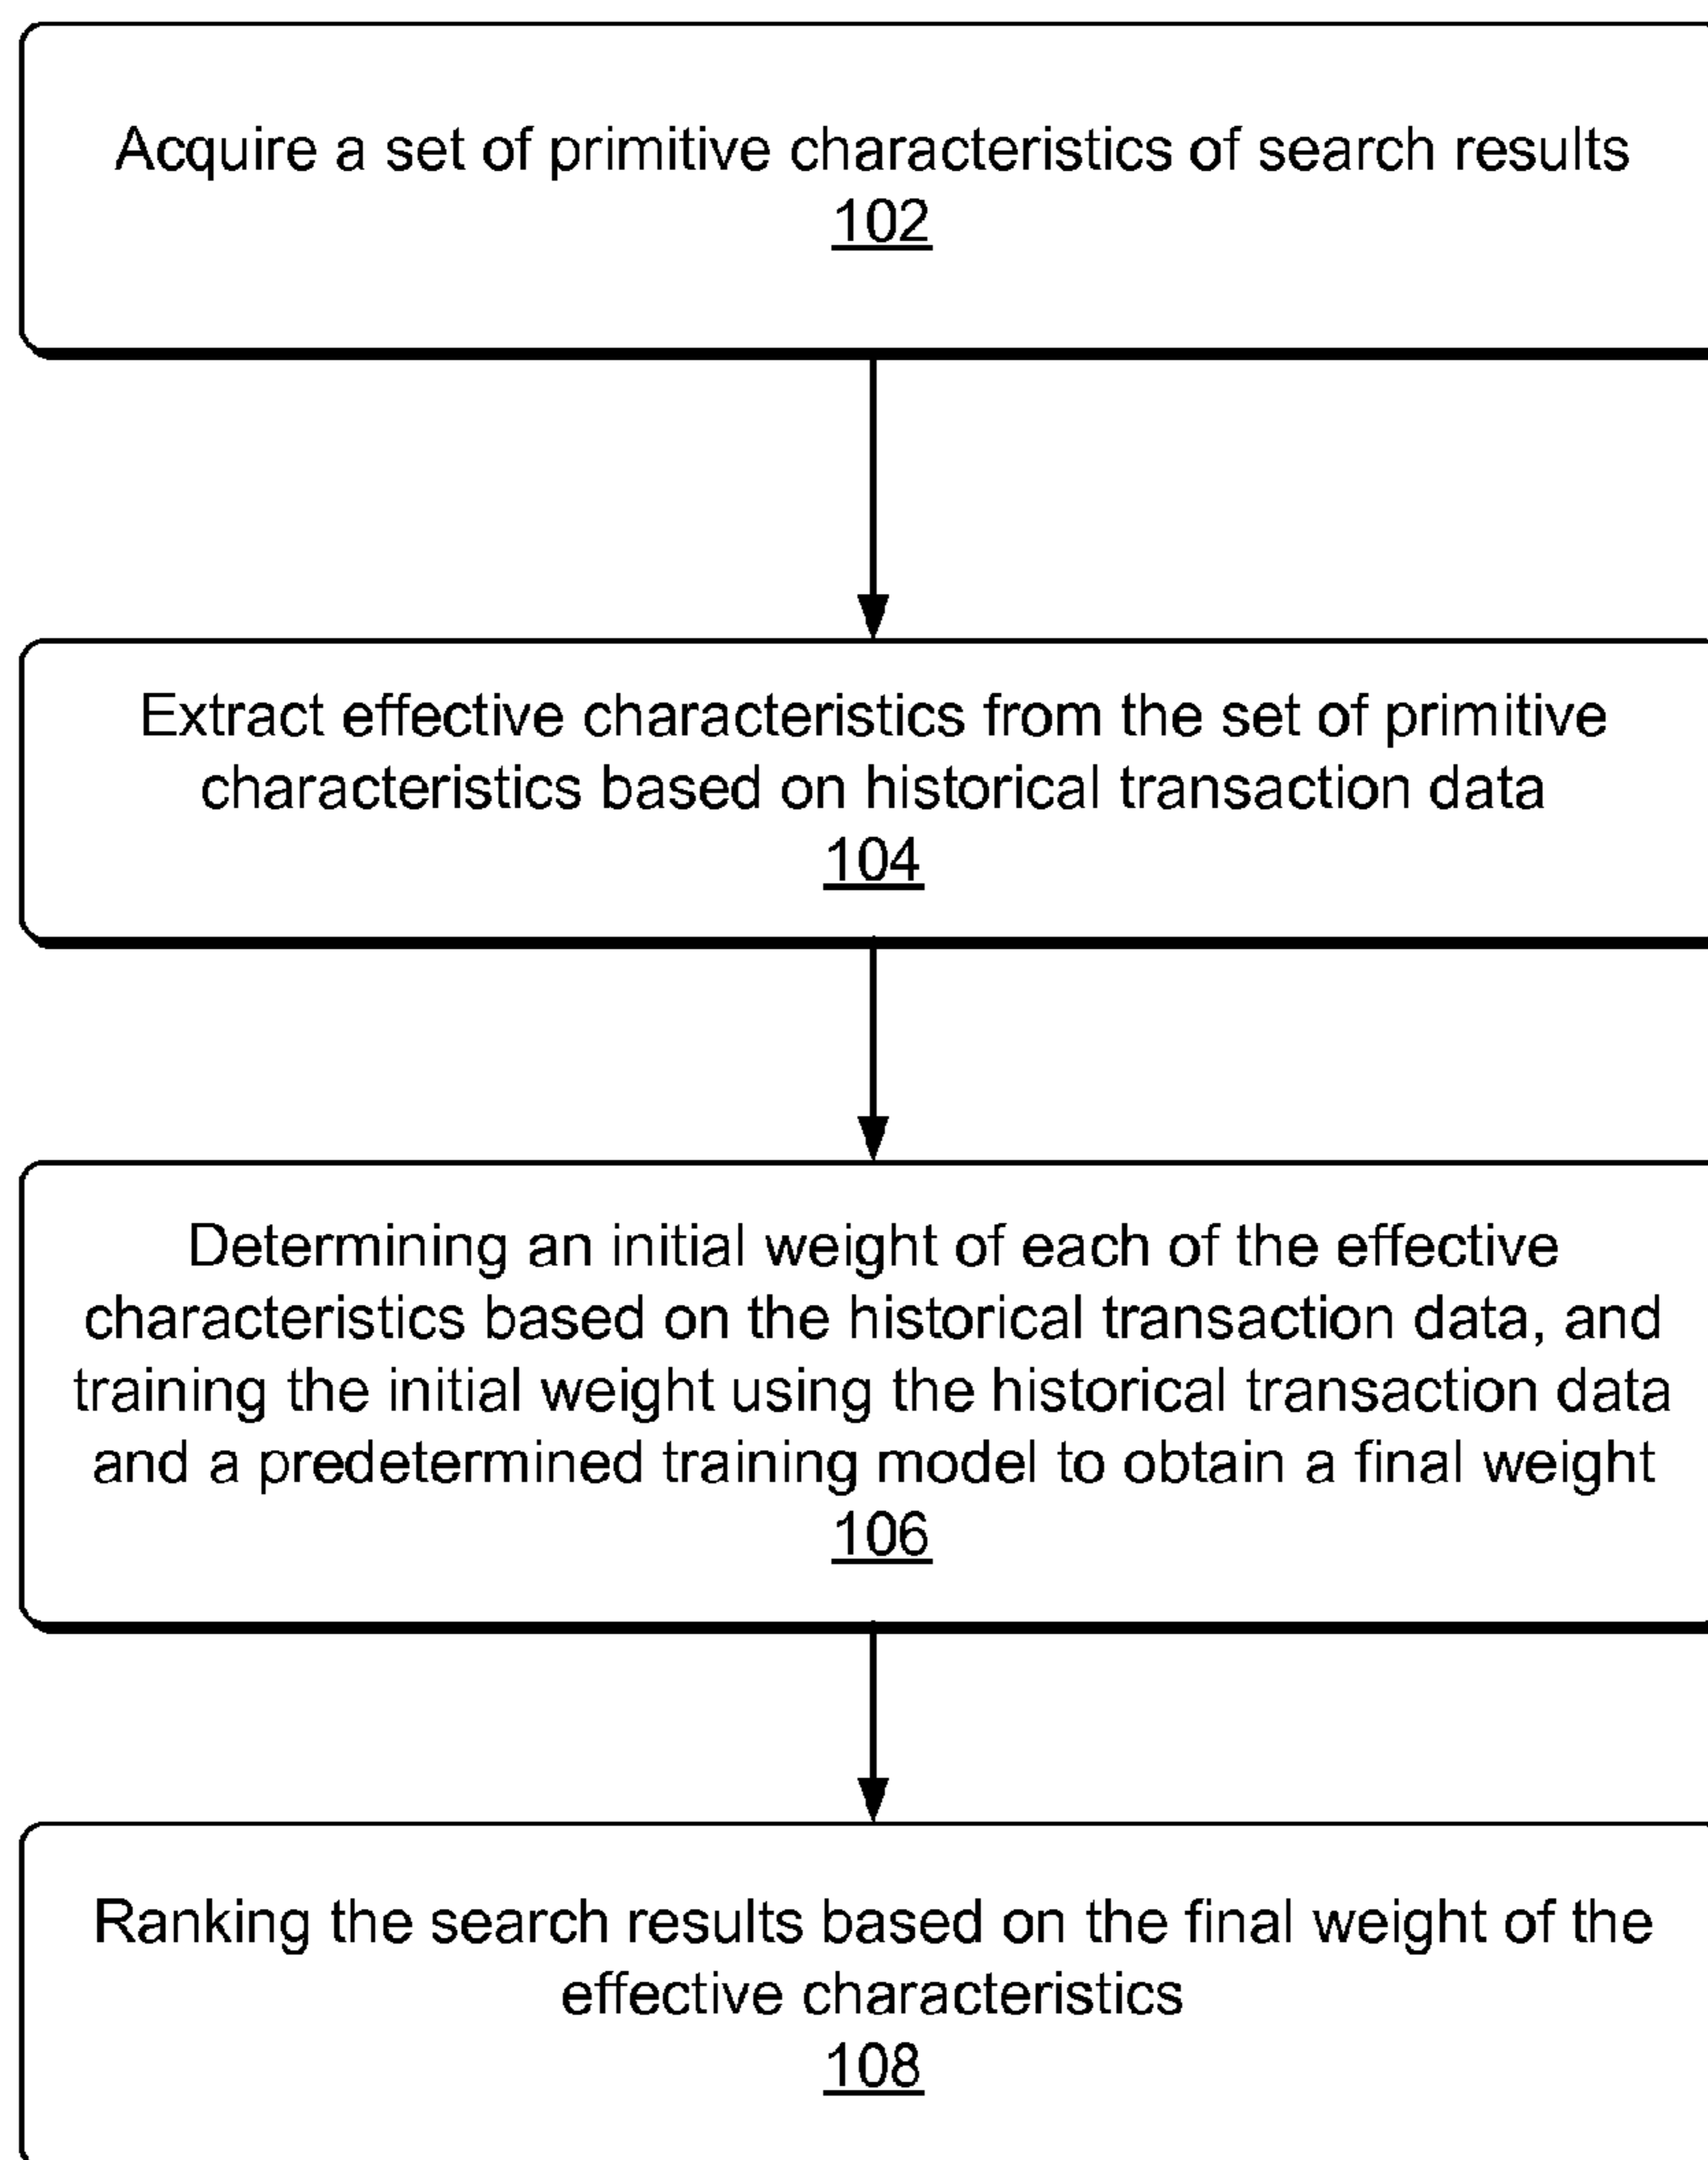 Acquire a set of primitive characteristics of search results
102
Extract effective characteristics from the set of primitive
characteristics based on historical transaction data
104
Determining an initial weight of each of the effective
characteristics based on the historical transaction data, and
training the initial weight using the historical transaction data
and a predetermined training model to obtain a final weight
106
Ranking the search results based on the final weight of the
effective characteristics
108